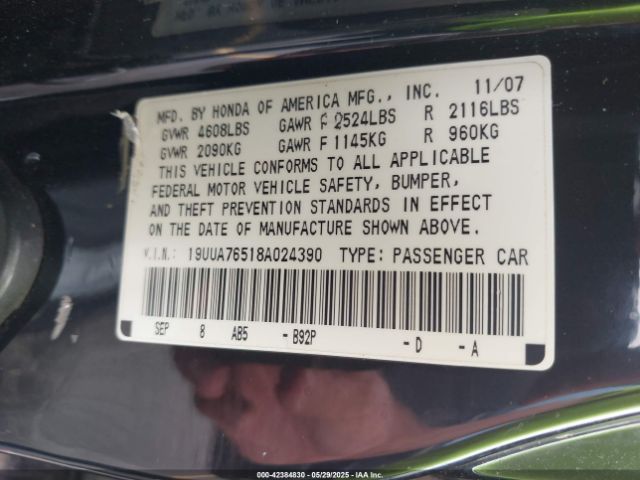 MFD. BY HONDA OF AMERICA MFG., INC. 11/07
GVWR 4608LBS GAWR F 2524LBS R 2116LBS
GVWR 2090KG GAWR F 1145KG R 960KG
THIS VEHICLE CONFORMS TO ALL APPLICABLE
FEDERAL MOTOR VEHICLE SAFETY, BUMPER,
AND THEFT PREVENTION STANDARDS IN EFFECT
ON THE DATE OF MANUFACTURE SHOWN ABOVE.
V.I.N.: 19UUA76518A024390 TYPE: PASSENGER CAR
SEP 8 AB5 - B92P - D - A
000-42384830 - 05/29/2025 - IAA Inc.